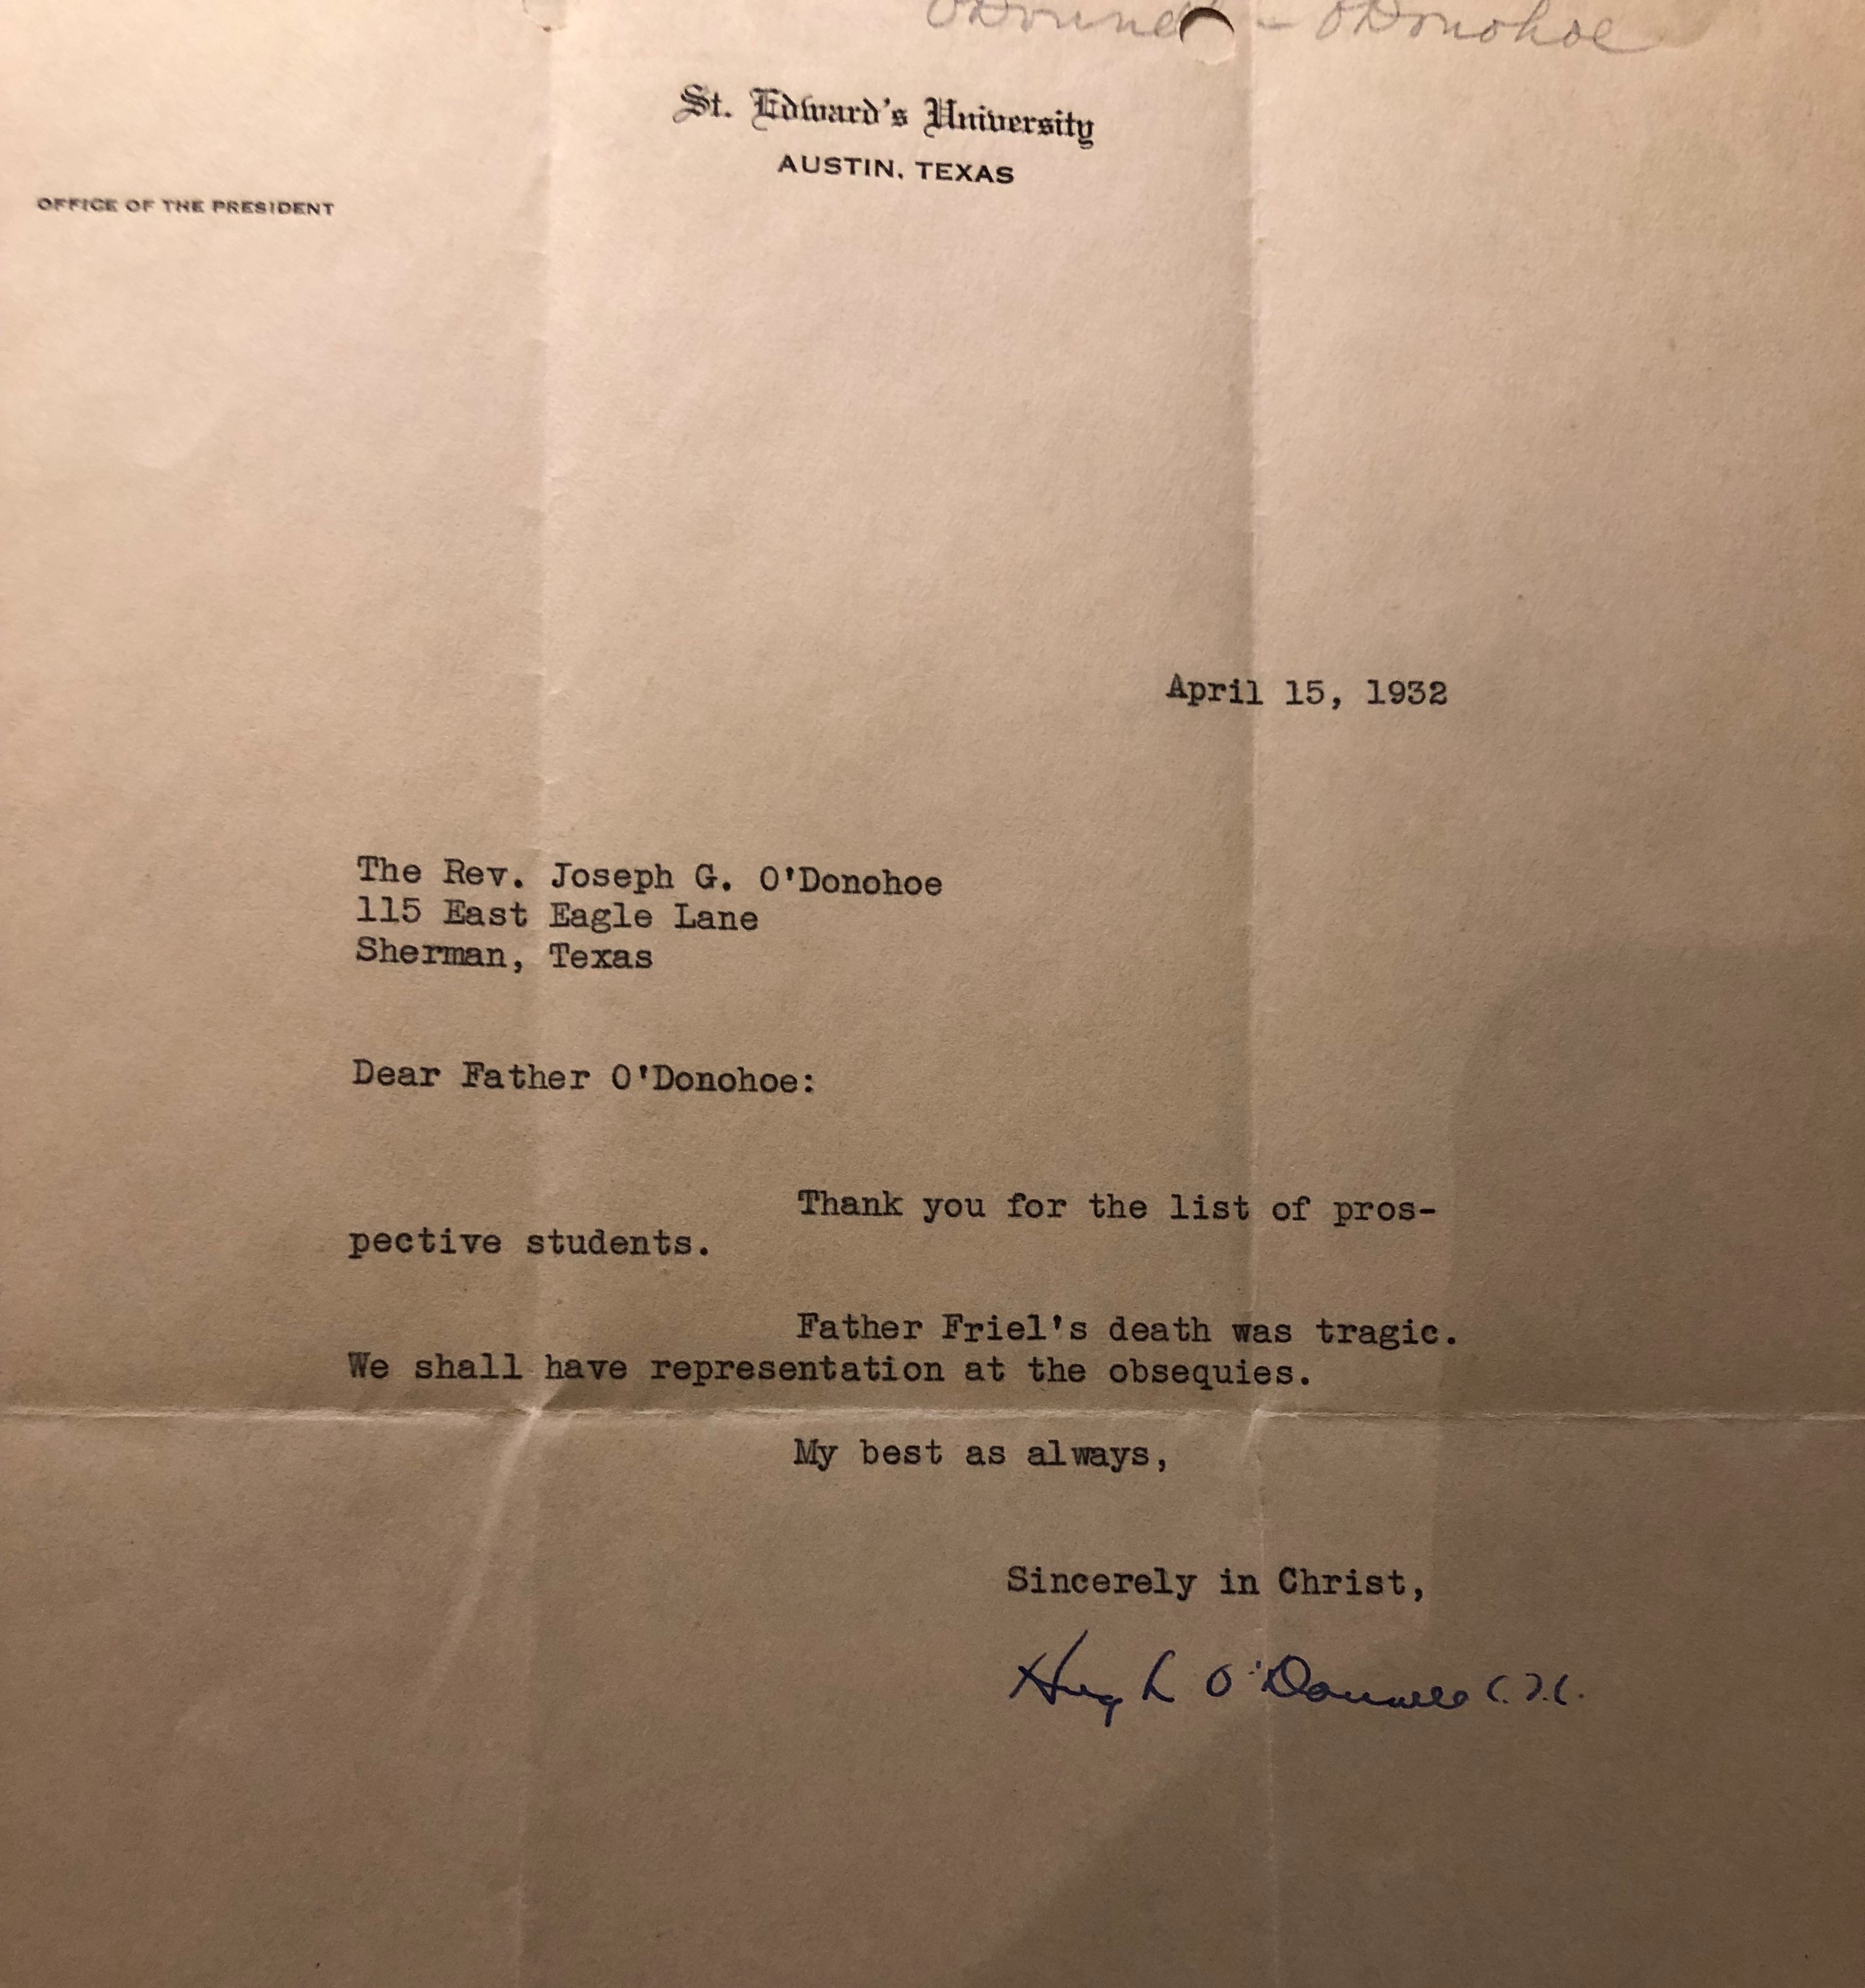 O'Donnell - O'Donohoe
St. Edward's University
AUSTIN, TEXAS
OFFICE OF THE PRESIDENT
April 15, 1932
The Rev. Joseph G. O'Donohoe
115 East Eagle Lane
Sherman, Texas
Dear Father O'Donohoe:
Thank you for the list of pros-
pective students.
Father Friel's death was tragic.
We shall have representation at the obsequies.
My best as always,
Sincerely in Christ,
Hugh O'Donnell C.S.C.